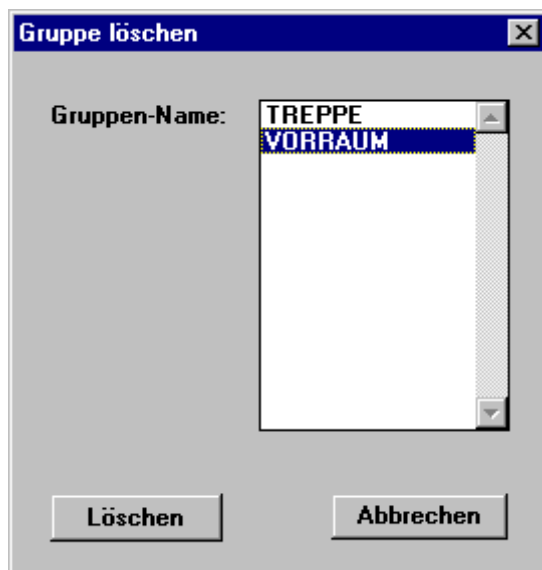 Gruppe löschen
Gruppen-Name:
TREPPE
VORRAUM
Löschen
Abbrechen